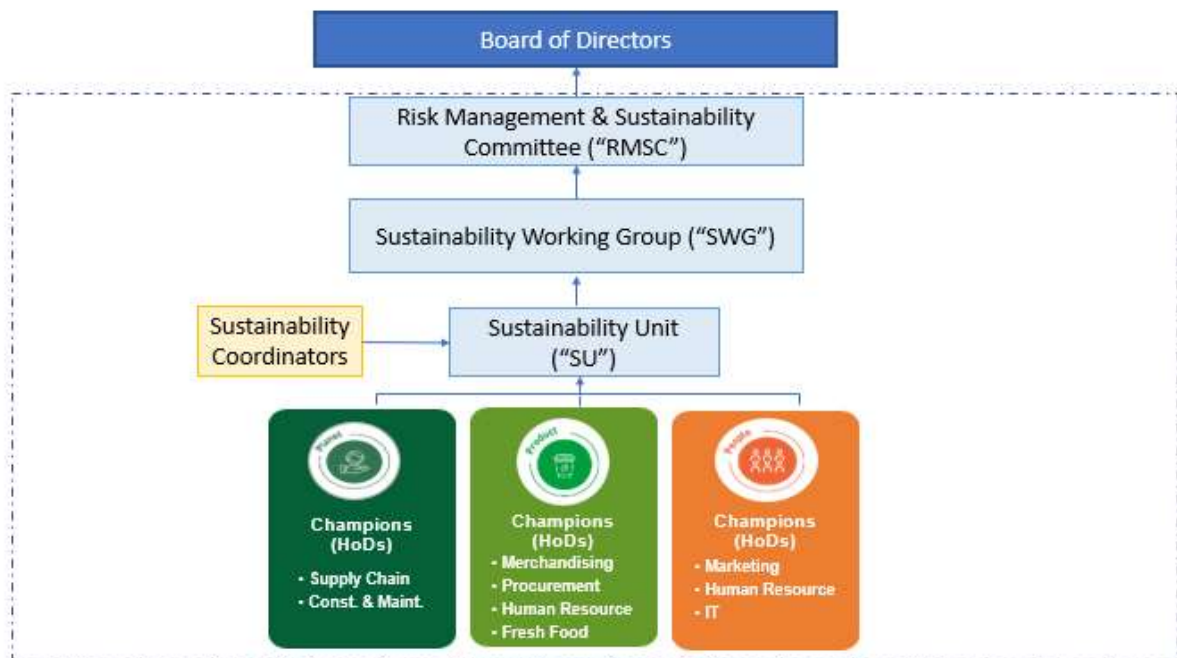 Board of Directors
Risk Management & Sustainability
Committee (“RMSC”)
Sustainability Working Group (“SWG”)
Sustainability
Coordinators
Sustainability Unit
(“SU”)
Planet
Champions
(HoDs)
- Supply Chain
- Const. & Maint.
Product
Champions
(HoDs)
- Merchandising
- Procurement
- Human Resource
- Fresh Food
People
Champions
(HoDs)
- Marketing
- Human Resource
- IT